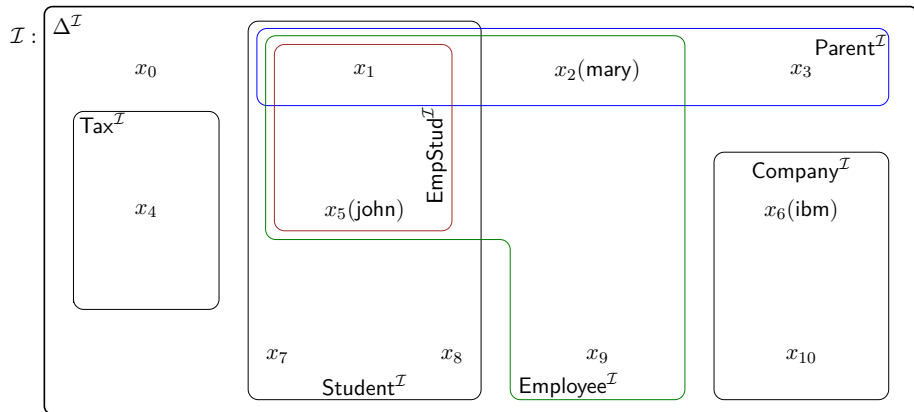 𝓘 :
Δ^𝓘
Parent^𝓘
x₀
x₁
x₂(mary)
x₃
Tax^𝓘
EmpStud^𝓘
Company^𝓘
x₄
x₅(john)
x₆(ibm)
x₇
x₈
x₉
x₁₀
Student^𝓘
Employee^𝓘